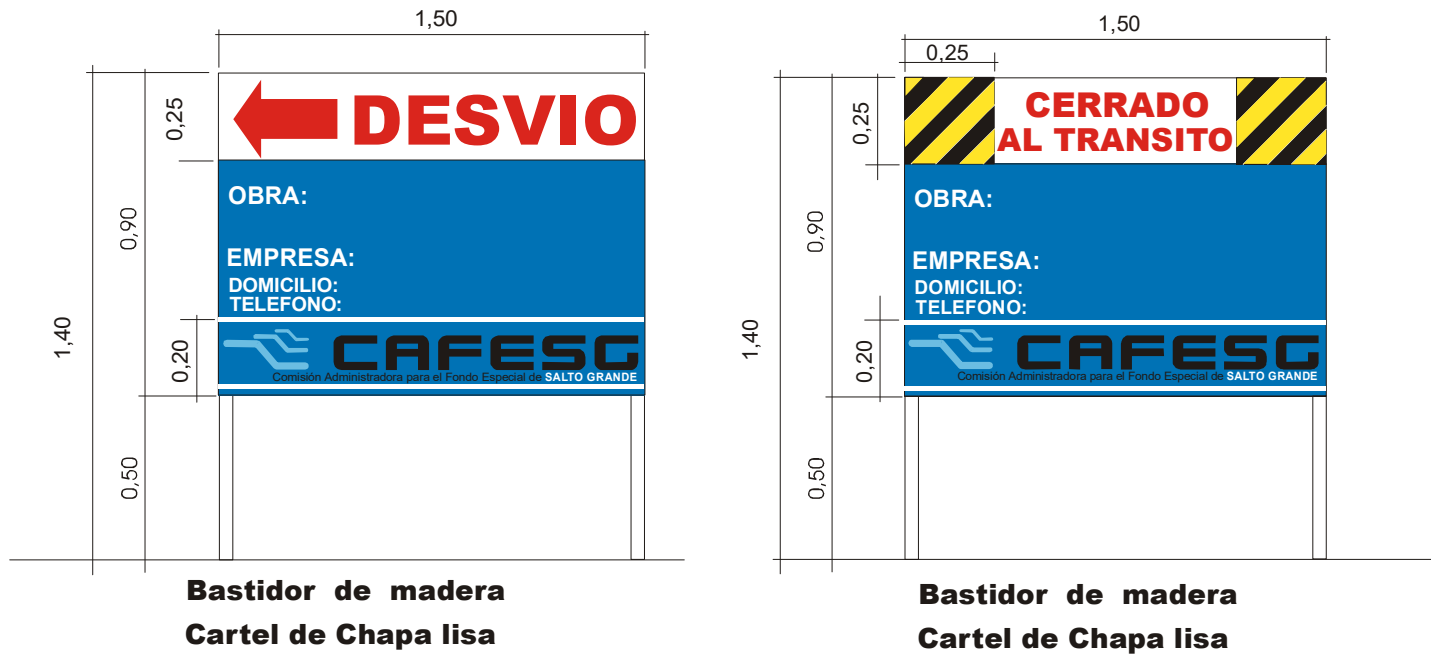 1,50
0,25
0,90
1,40
0,20
0,50
DESVIO
OBRA:
EMPRESA:
DOMICILIO:
TELEFONO:
CAFESG
Comisión Administradora para el Fondo Especial de SALTO GRANDE
Bastidor de madera
Cartel de Chapa lisa
1,50
0,25
0,25
0,90
1,40
0,20
0,50
CERRADO
AL TRANSITO
OBRA:
EMPRESA:
DOMICILIO:
TELEFONO:
CAFESG
Comisión Administradora para el Fondo Especial de SALTO GRANDE
Bastidor de madera
Cartel de Chapa lisa